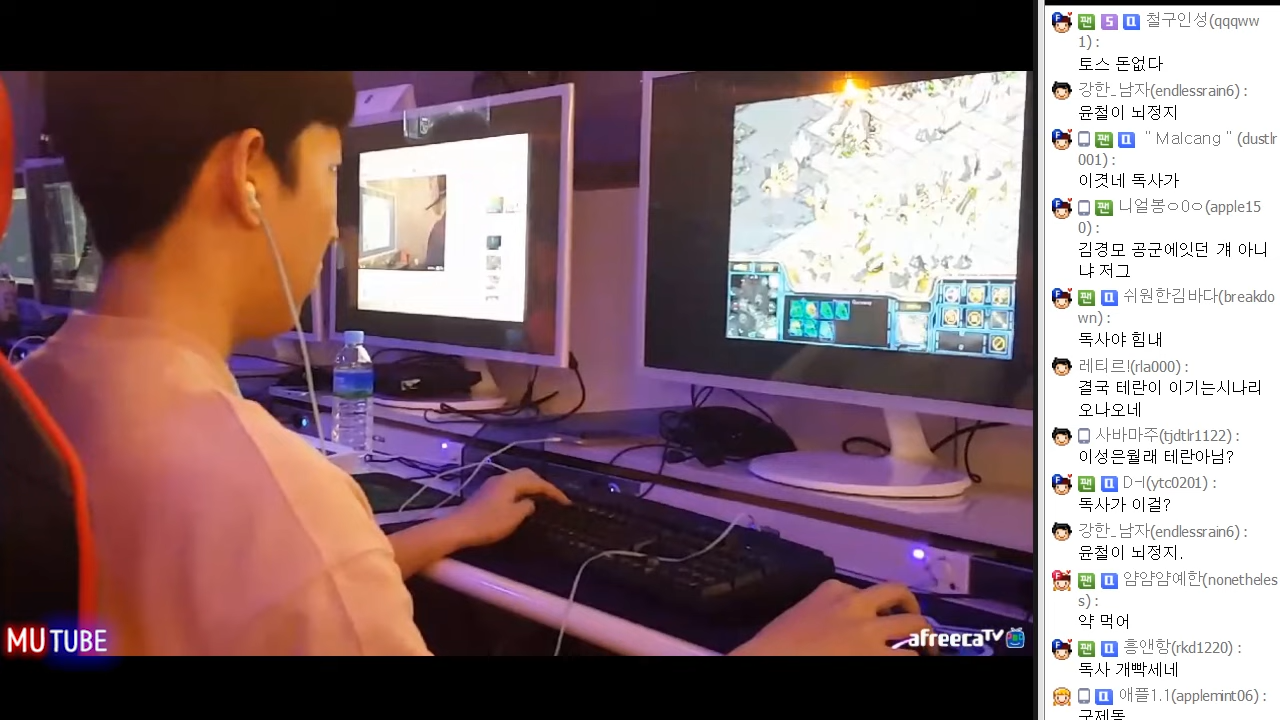 MUTUBE
afreecaTV
철구인성(qqqww
1) :
토스 돈없다
강한_남자(endlessrain6) :
윤철이 뇌정지
" Malcang " (dustlr
001) :
이겻네 독사가
니얼봉ㅇ0ㅇ(apple15
0) :
김경모 공군에잇던 걔 아니
냐 저그
쉬원한김바다(breakdo
wn) :
독사야 힘내
레티르!(rla000) :
결국 테란이 이기는시나리
오나오네
사바마주(tjdtlr1122) :
이성은월래 테란아님?
D-I(ytc0201) :
독사가 이걸?
강한_남자(endlessrain6) :
윤철이 뇌정지.
얌얌얌예한(nonetheles
s) :
약 먹어
흥앤항(rkd1220) :
독사 개빡세네
애플1.1(applemint06) :
구제동